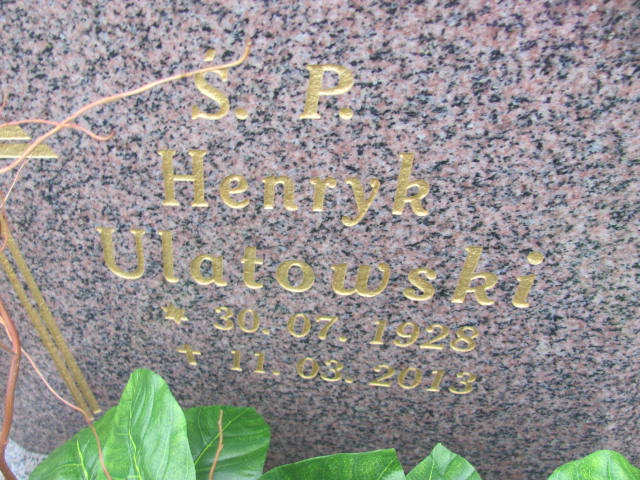 Ś. P.
Henryk
Ulatowski
* 30. 07. 1928
+ 11. 03. 2013